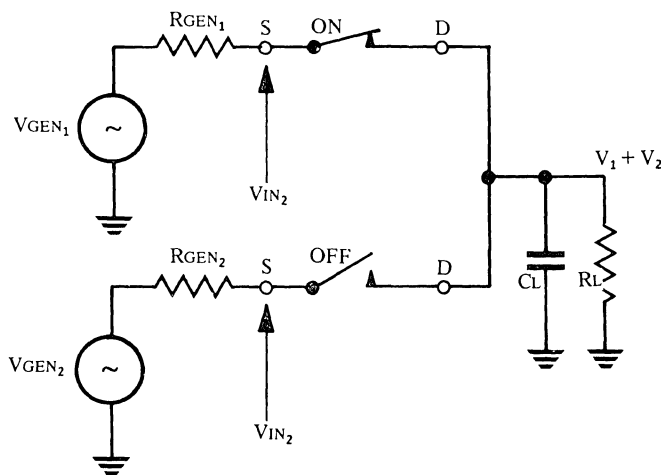 RGEN₁
S
ON
D
VGEN₁
~
VIN₂
V₁ + V₂
RGEN₂
S
OFF
D
CL
RL
VGEN₂
~
VIN₂